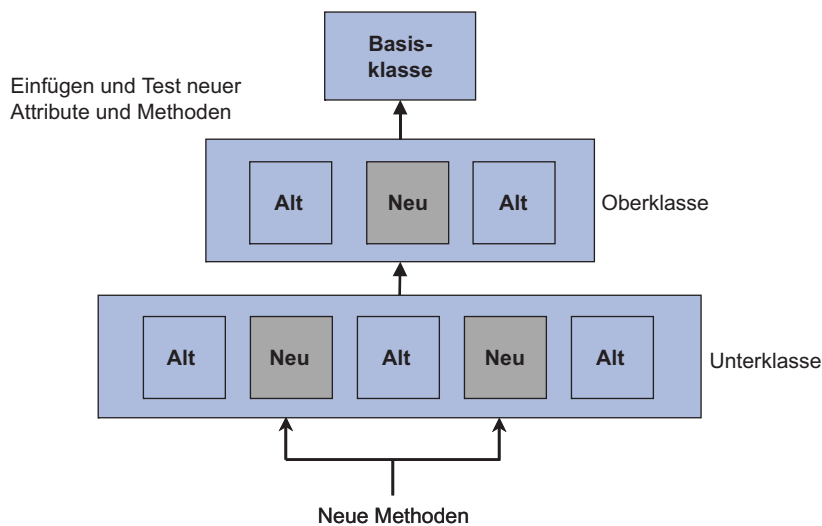 Basis-
klasse
Einfügen und Test neuer
Attribute und Methoden
Alt Neu Alt
Oberklasse
Alt Neu Alt Neu Alt
Unterklasse
Neue Methoden